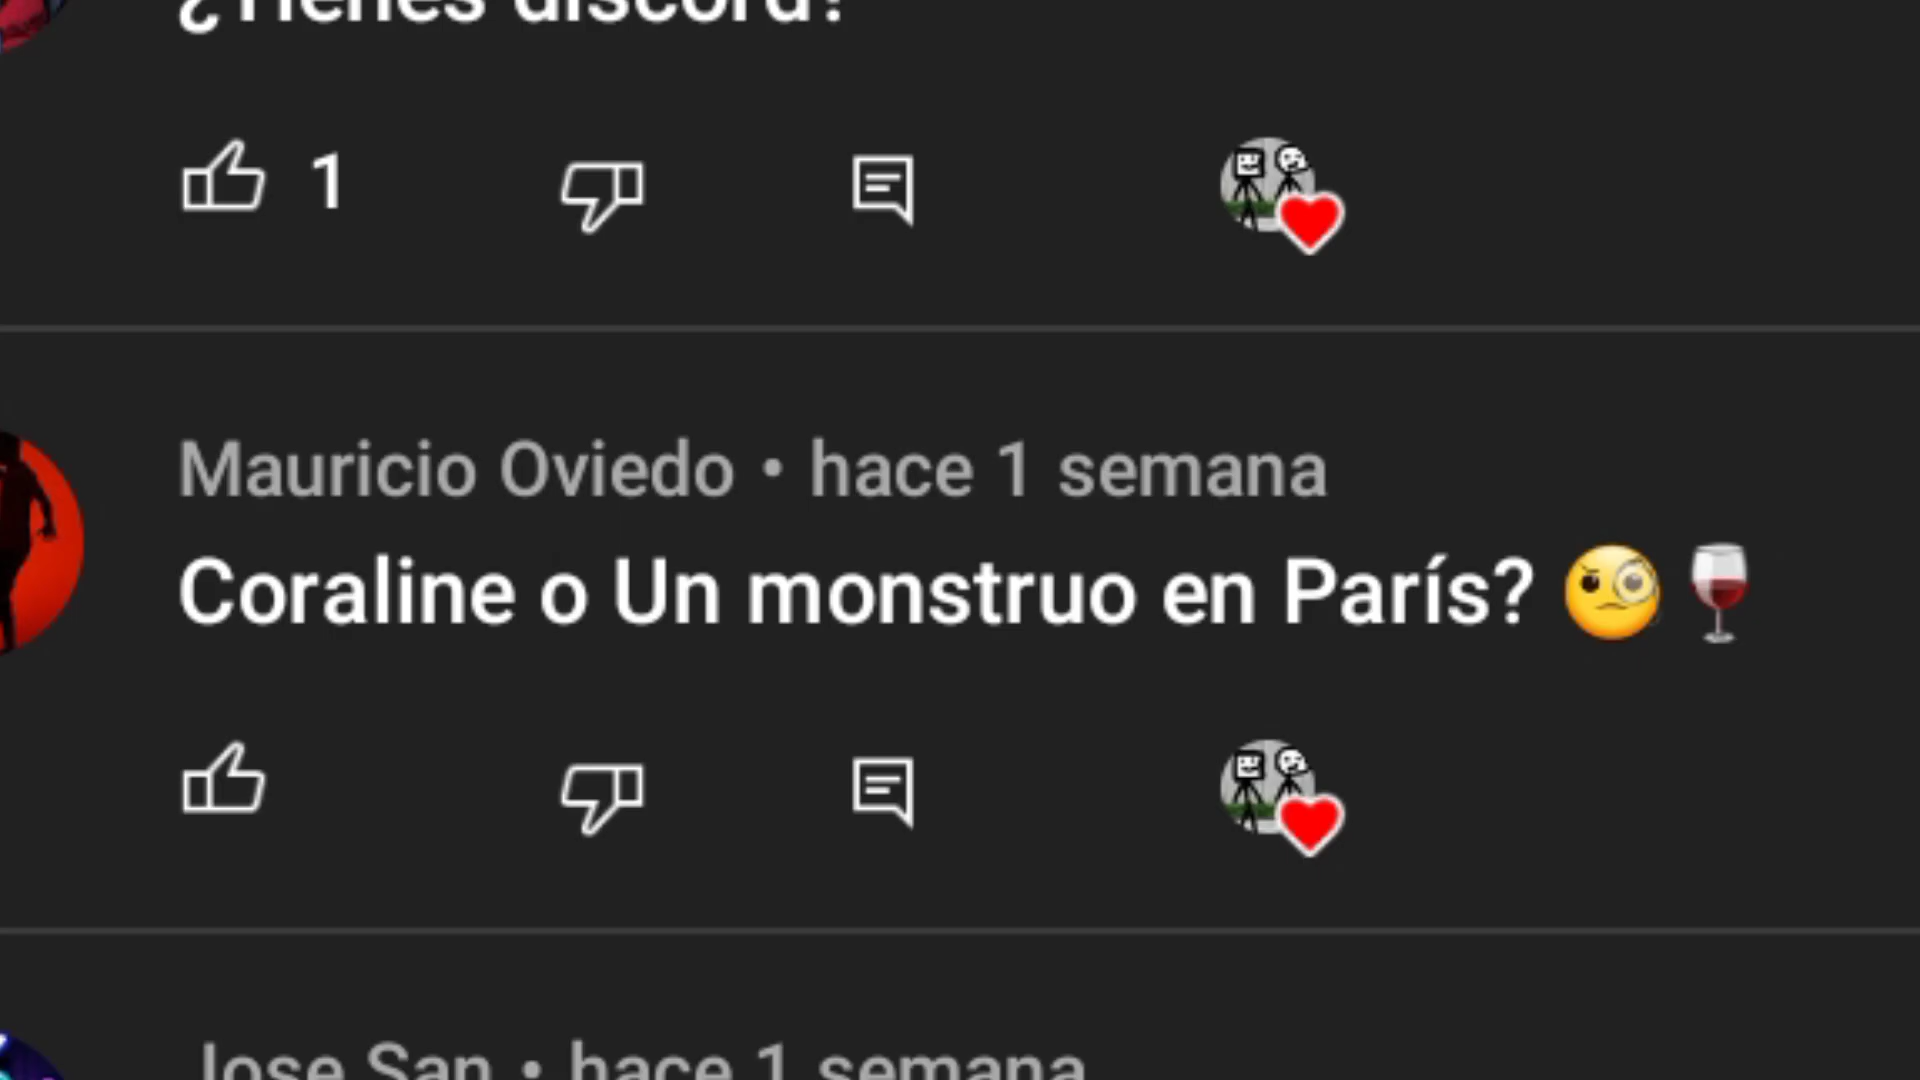 ¿Tienes discord?
1
Mauricio Oviedo • hace 1 semana
Coraline o Un monstruo en París? 🧐🍷
Jose San • hace 1 semana